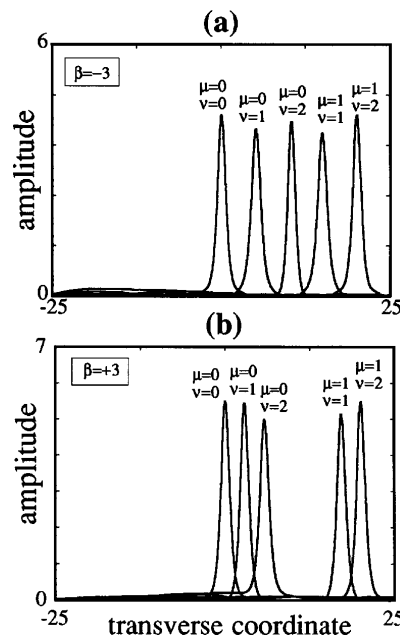 (a)
6
β=−3
μ=0 μ=0 μ=0 μ=1 μ=1
ν=0 ν=1 ν=2 ν=1 ν=2
amplitude
0
-25 25
(b)
7
β=+3
μ=0 μ=0 μ=0 μ=1 μ=1
ν=0 ν=1 ν=2 ν=1 ν=2
amplitude
0
-25 transverse coordinate 25